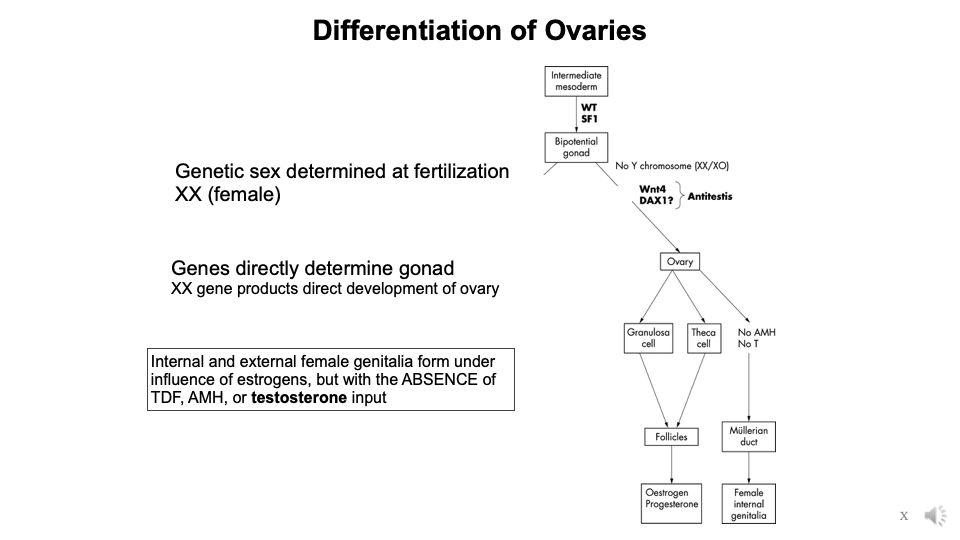 Differentiation of Ovaries
Genetic sex determined at fertilization
XX (female)
Genes directly determine gonad
XX gene products direct development of ovary
Internal and external female genitalia form under
influence of estrogens, but with the ABSENCE of
TDF, AMH, or testosterone input
Intermediate
mesoderm
WT
SF1
Bipotential
gonad
No Y chromosome (XX/XO)
Wnt4
DAX1?
Antitestis
Ovary
Granulosa
cell
Theca
cell
No AMH
No T
Follicles
Müllerian
duct
Oestrogen
Progesterone
Female
internal
genitalia
X